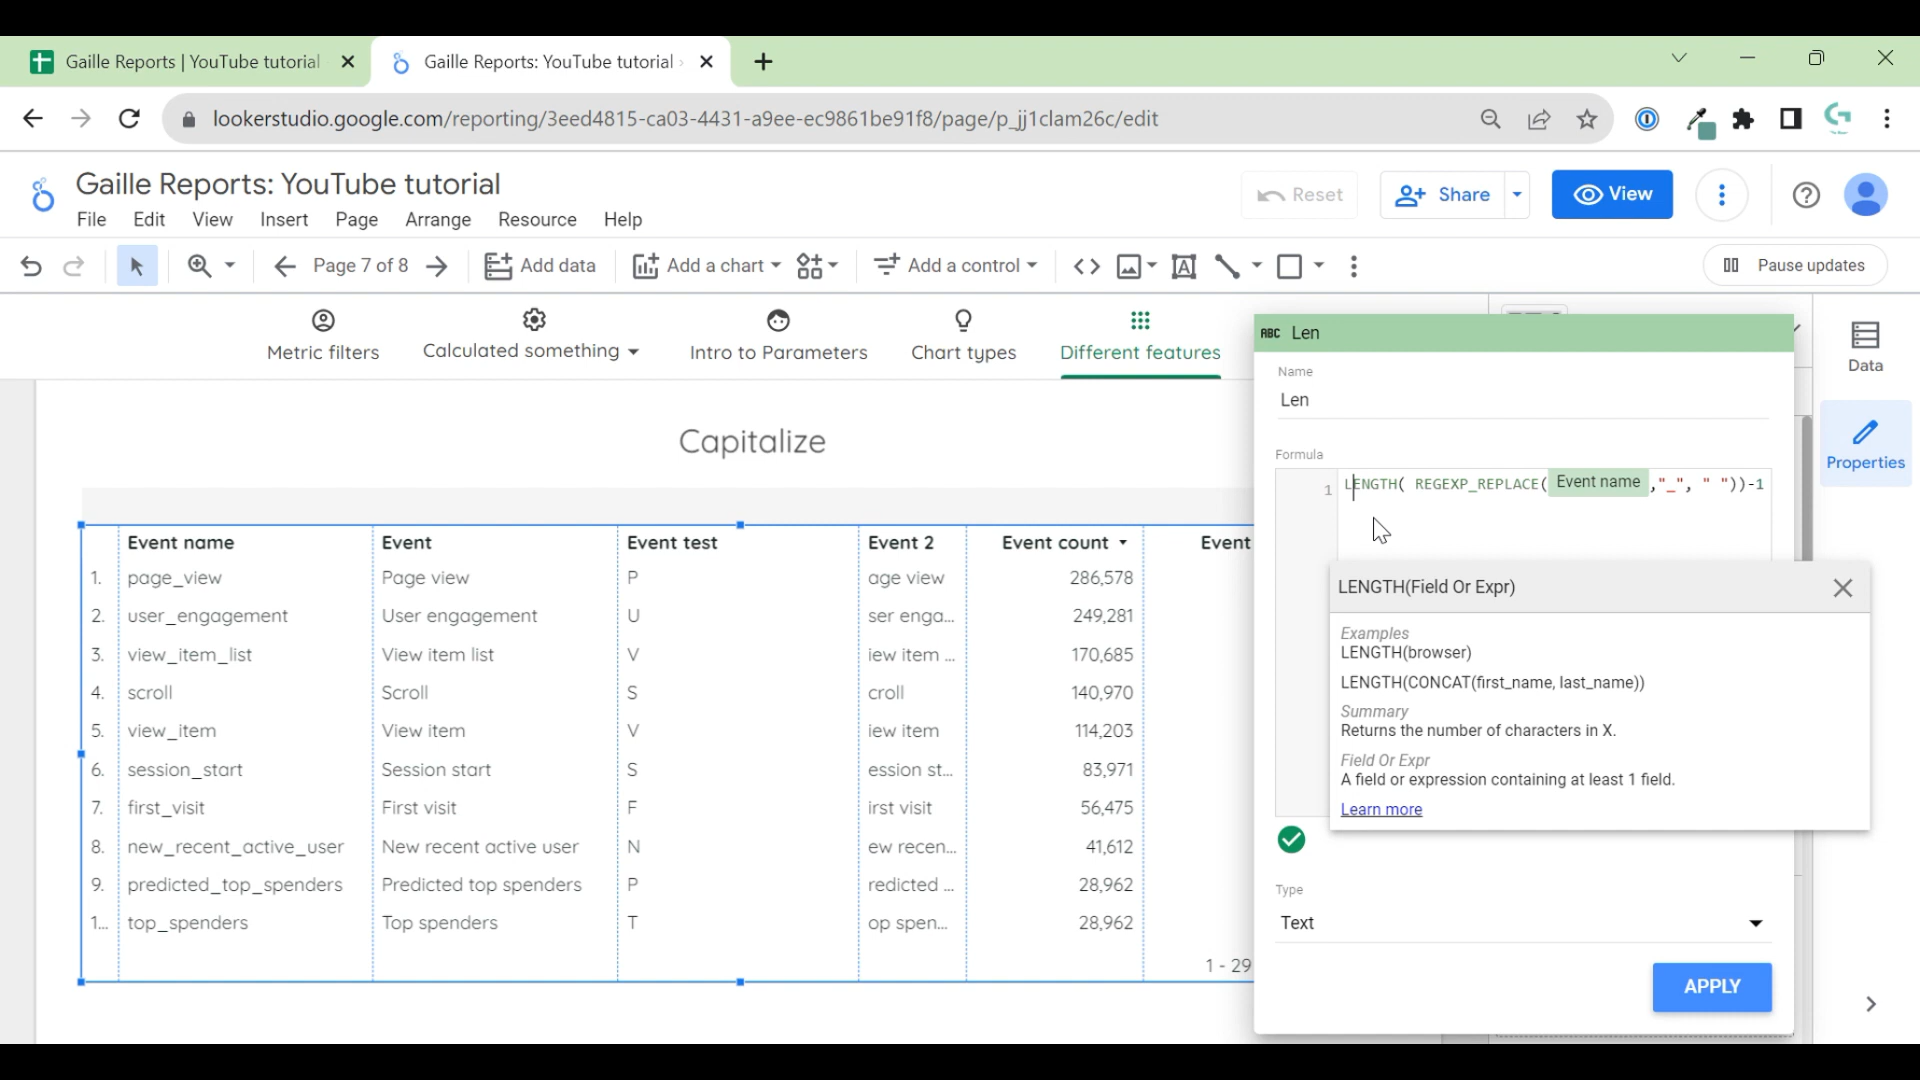 Gaille Reports | YouTube tutorial
Gaille Reports: YouTube tutorial
lookerstudio.google.com/reporting/3eed4815-ca03-4431-a9ee-ec9861be91f8/page/p_jj1clam26c/edit
Gaille Reports: YouTube tutorial
File Edit View Insert Page Arrange Resource Help
Reset Share View
Page 7 of 8 Add data Add a chart Add a control Pause updates
Metric filters Calculated something Intro to Parameters Chart types Different features
Data
Properties
Capitalize
Event name Event Event test Event 2 Event count Event
1. page_view Page view P age view 286,578
2. user_engagement User engagement U ser enga... 249,281
3. view_item_list View item list V iew item ... 170,685
4. scroll Scroll S croll 140,970
5. view_item View item V iew item 114,203
6. session_start Session start S ession st... 83,971
7. first_visit First visit F irst visit 56,475
8. new_recent_active_user New recent active user N ew recen... 41,612
9. predicted_top_spenders Predicted top spenders P redicted ... 28,962
1... top_spenders Top spenders T op spen... 28,962
1 - 29
ABC Len
Name
Len
Formula
1 LENGTH( REGEXP_REPLACE( Event name ,"_", " "))-1
LENGTH(Field Or Expr)
Examples
LENGTH(browser)
LENGTH(CONCAT(first_name, last_name))
Summary
Returns the number of characters in X.
Field Or Expr
A field or expression containing at least 1 field.
Learn more
Type
Text
APPLY